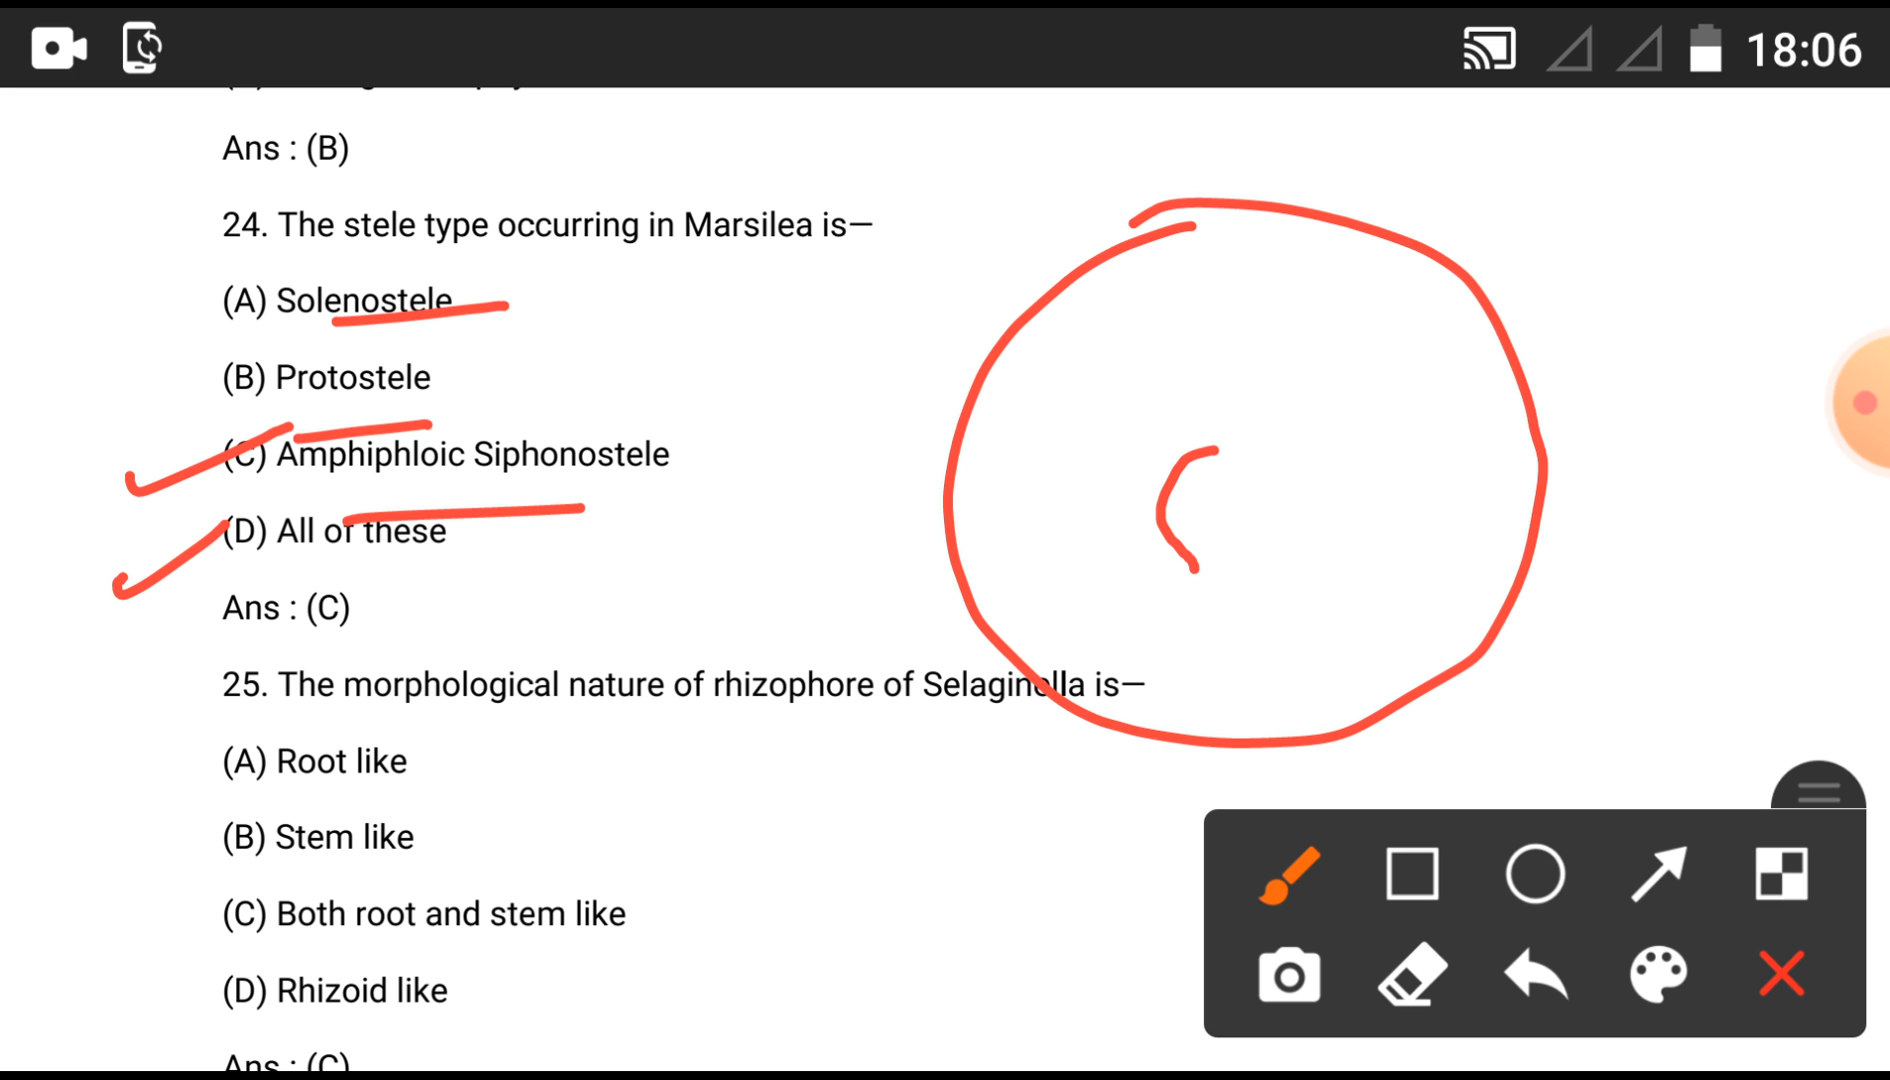 18:06
Ans : (B)
24. The stele type occurring in Marsilea is—
(A) Solenostele
(B) Protostele
(C) Amphiphloic Siphonostele
(D) All of these
Ans : (C)
25. The morphological nature of rhizophore of Selaginella is—
(A) Root like
(B) Stem like
(C) Both root and stem like
(D) Rhizoid like
Ans : (C)